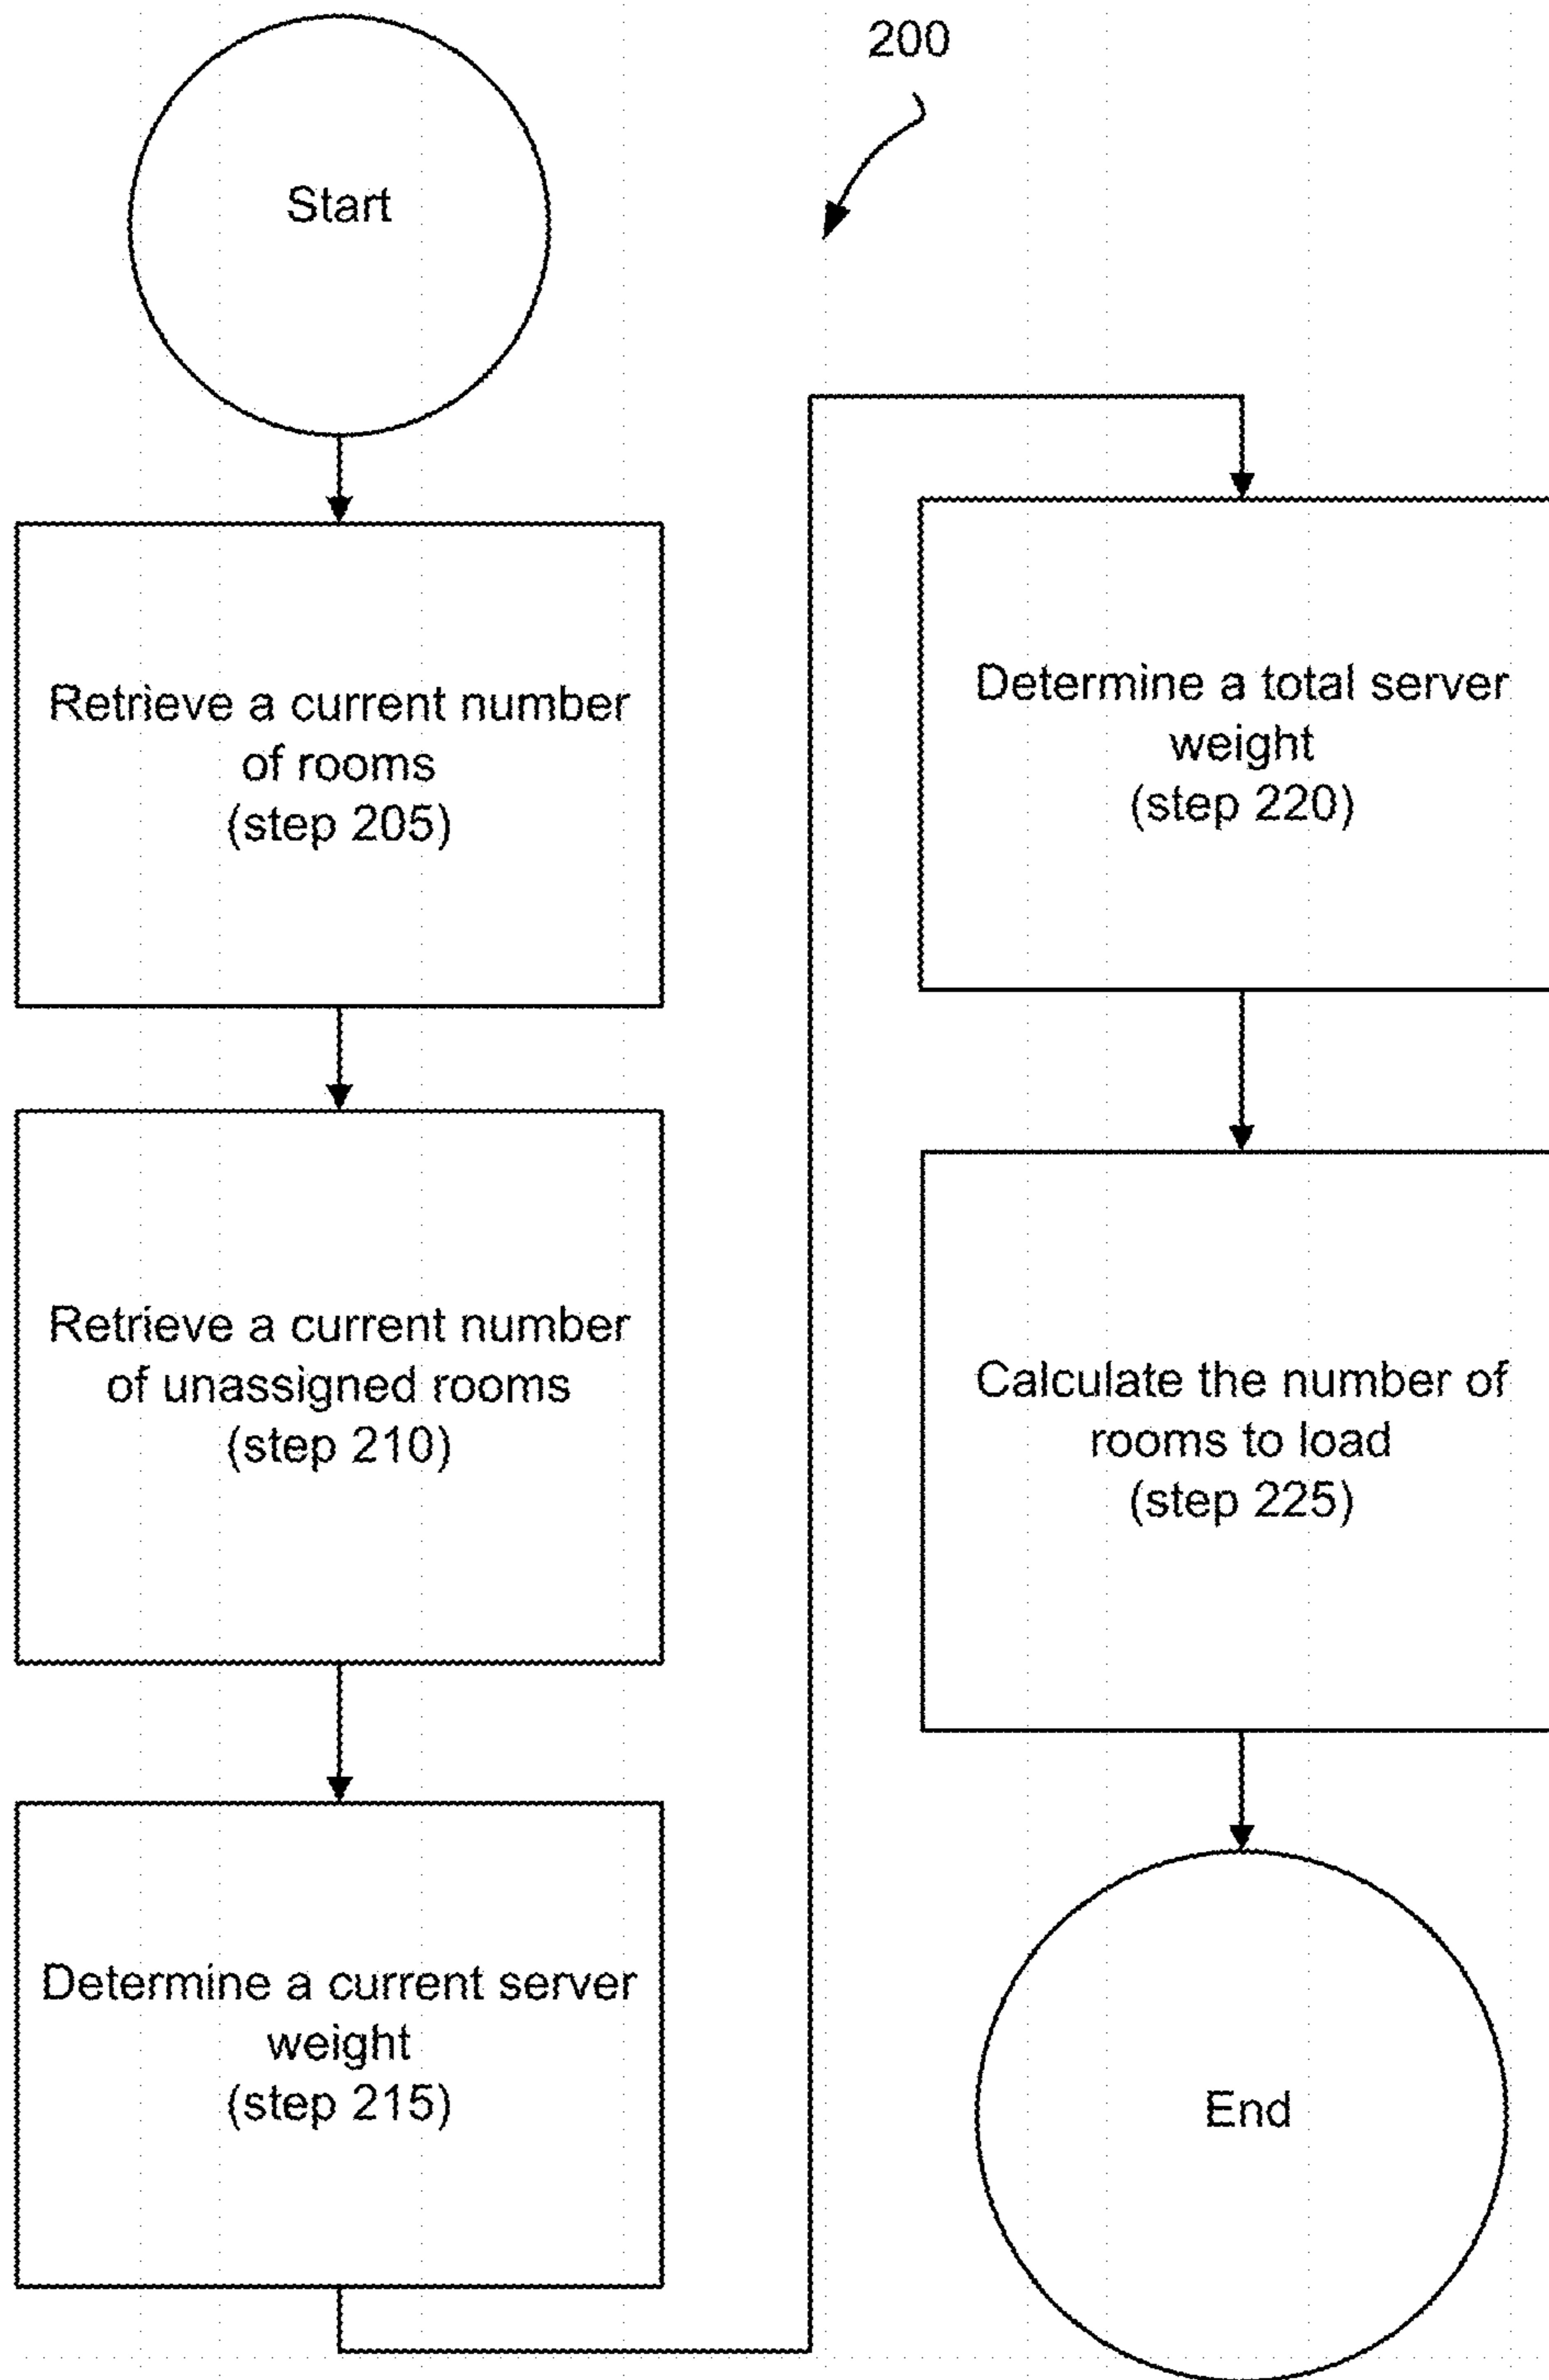 200
Start
Retrieve a current number
of rooms
(step 205)
Retrieve a current number
of unassigned rooms
(step 210)
Determine a current server
weight
(step 215)
Determine a total server
weight
(step 220)
Calculate the number of
rooms to load
(step 225)
End